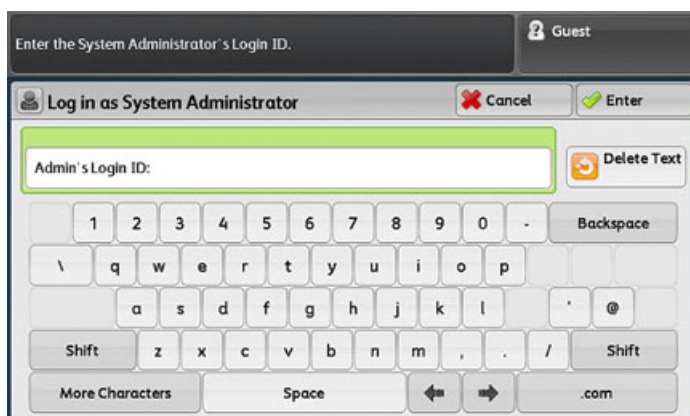 Enter the System Administrator's Login ID.
Guest
Log in as System Administrator
Cancel
Enter
Admin's Login ID:
Delete Text
1 2 3 4 5 6 7 8 9 0 - Backspace
\ q w e r t y u i o p
a s d f g h j k l ' @
Shift z x c v b n m , . / Shift
More Characters Space .com